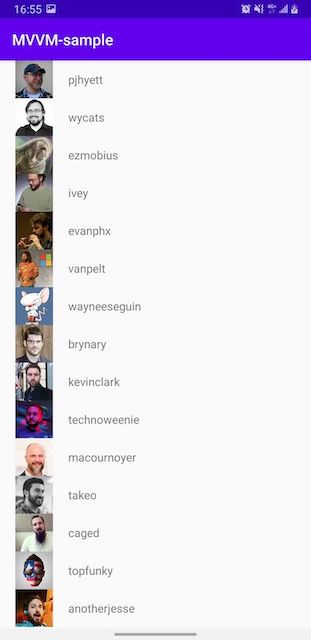 16:55
4G+
MVVM-sample
pjhyett
wycats
ezmobius
ivey
evanphx
vanpelt
wayneeseguin
brynary
kevinclark
technoweenie
macournoyer
takeo
caged
topfunky
anotherjesse